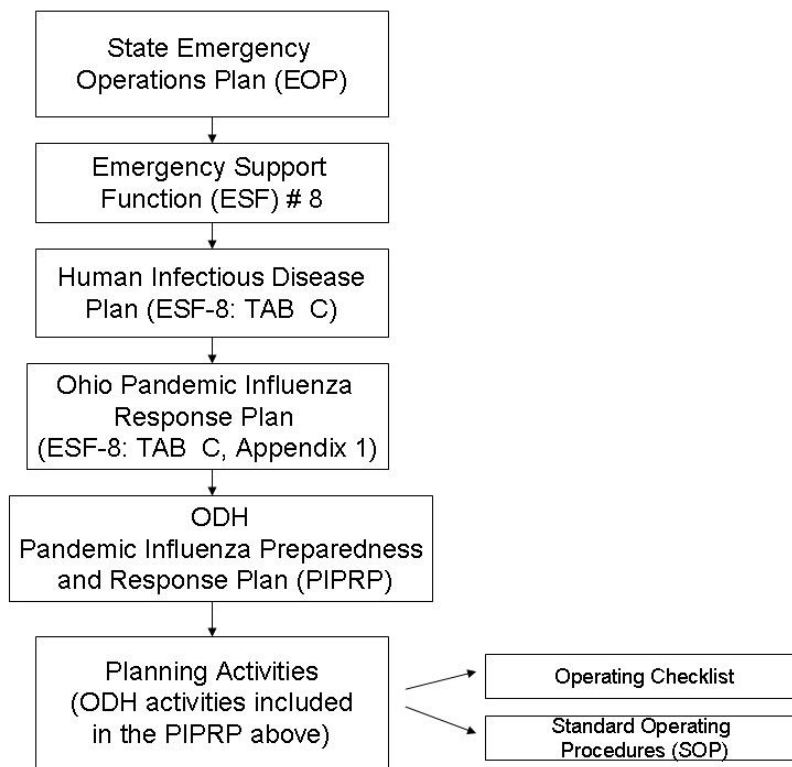 State Emergency
Operations Plan (EOP)
Emergency Support
Function (ESF) # 8
Human Infectious Disease
Plan (ESF-8: TAB C)
Ohio Pandemic Influenza
Response Plan
(ESF-8: TAB C, Appendix 1)
ODH
Pandemic Influenza Preparedness
and Response Plan (PIPRP)
Planning Activities
(ODH activities included
in the PIPRP above)
Operating Checklist
Standard Operating
Procedures (SOP)